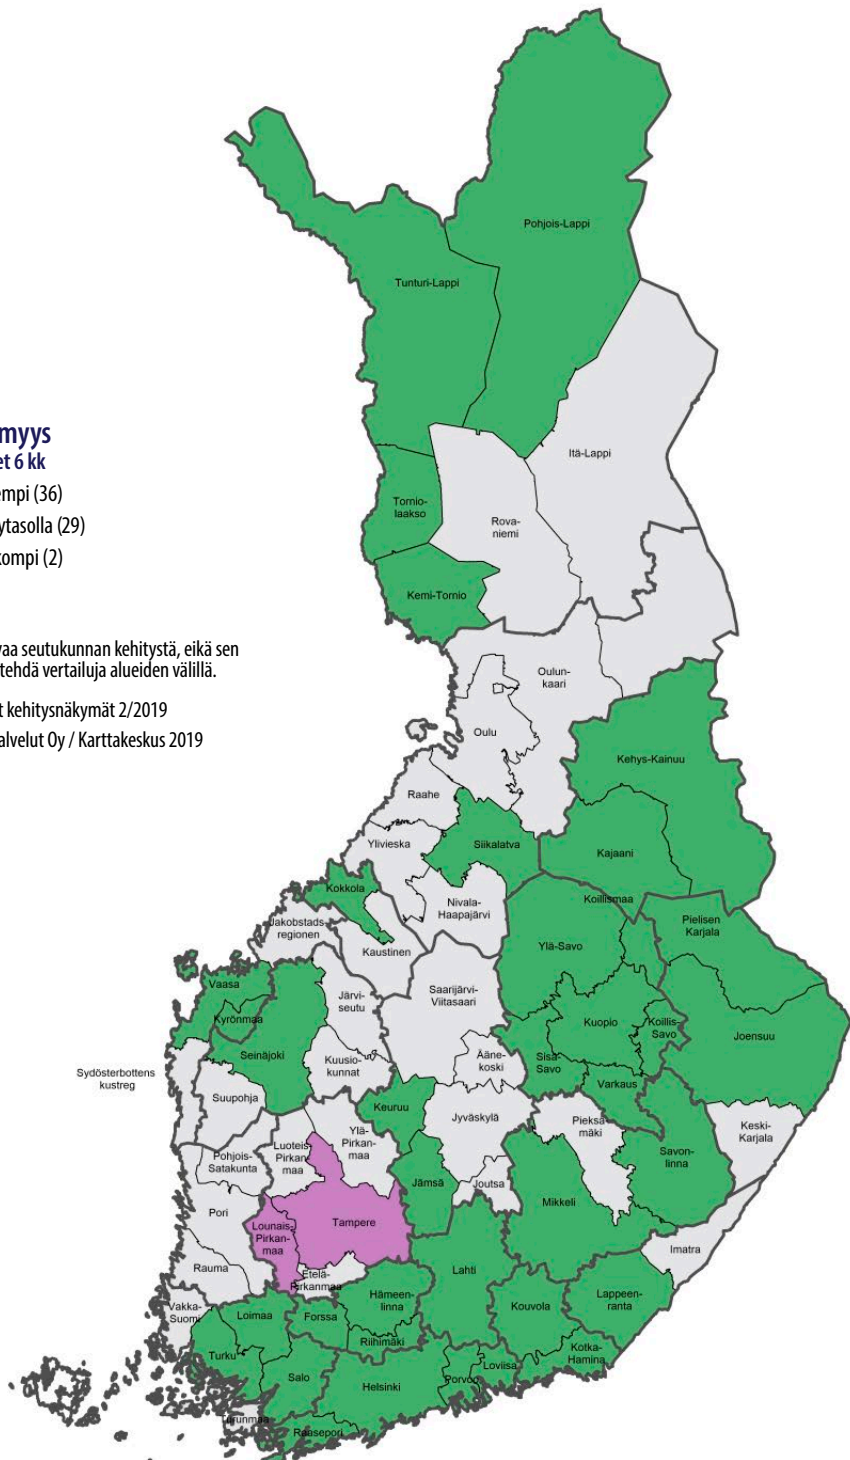 Pohjois-Lappi
Tunturi-Lappi
Itä-Lappi
Tornio-
laakso
Rova-
niemi
Kemi-Tornio
myys
et 6 kk
empi (36)
ytasolla (29)
kompi (2)
vaa seutukunnan kehitystä, eikä sen
tehdä vertailuja alueiden välillä.
t kehitysnäkymät 2/2019
alvelut Oy / Karttakeskus 2019
Oulun-
kaari
Oulu
Kehys-Kainuu
Raahe
Ylivieska
Siikalatva
Kajaani
Kokkola
Nivala-
Haapajärvi
Koillismaa
Jakobstads-
regionen
Pielisen
Karjala
Kaustinen
Ylä-Savo
Vaasa
Saarijärvi-
Viitasaari
Järvi-
seutu
Kyrönmaa
Kuopio
Koillis-
Savo
Joensuu
Seinäjoki
Kuusio-
kunnat
Ääne-
koski
Sisä-
Savo
Sydösterbottens
kustreg
Varkaus
Suupohja
Keuruu
Jyväskylä
Pieksä-
mäki
Keski-
Karjala
Ylä-
Pirkan-
maa
Luoteis-
Pirkan
maa
Pohjois-
Satakunta
Savon-
linna
Jämsä
Joutsa
Mikkeli
Pori
Lounais-
Pirkan-
maa
Tampere
Imatra
Rauma
Etelä-
Pirkanmaa
Lahti
Hämeen-
linna
Lappeen-
ranta
Vakka-
Suomi
Loimaa
Forssa
Kouvola
Riihimäki
Turku
Kotka-
Hamina
Salo
Helsinki
Porvoo
Loviisa
Turunmaa
Raasepori